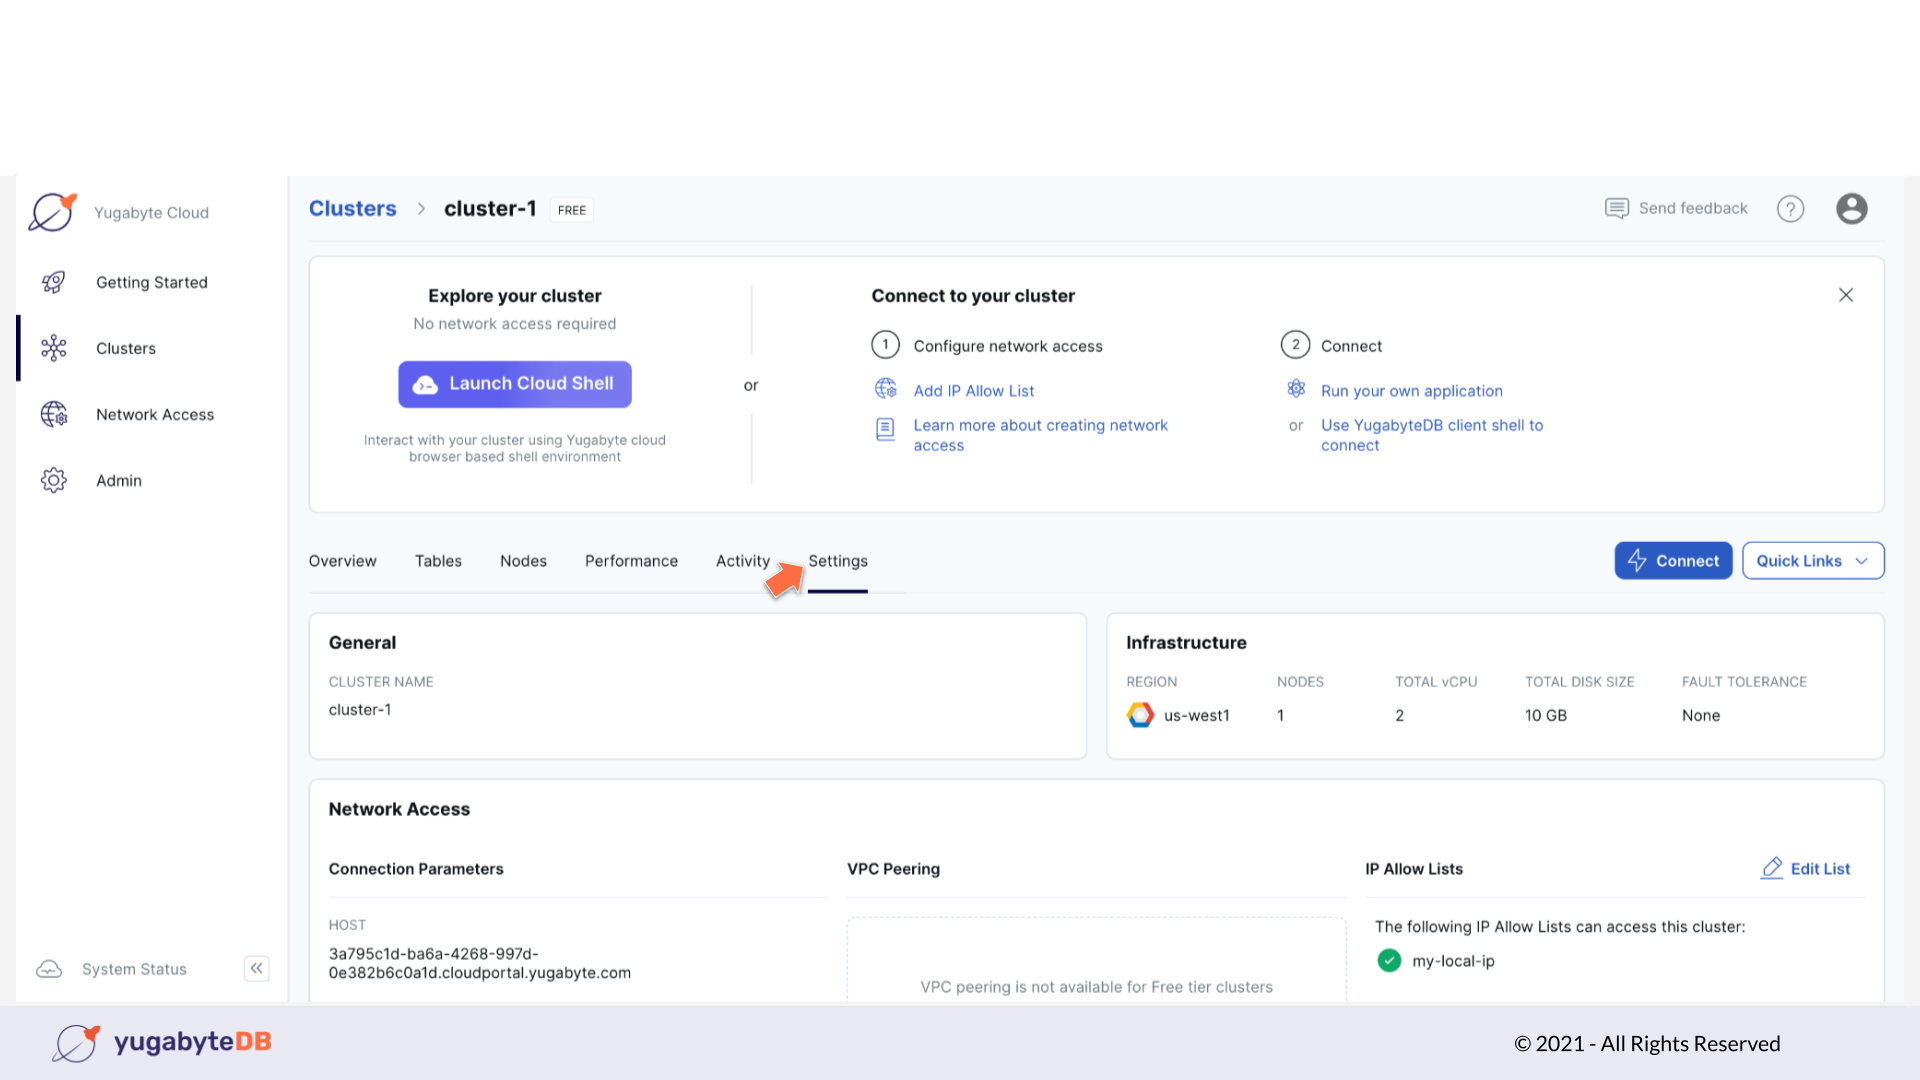 Yugabyte Cloud
Getting Started
Clusters
Network Access
Admin
System Status
Clusters > cluster-1 FREE
Send feedback
?
Explore your cluster
No network access required
Launch Cloud Shell
Interact with your cluster using Yugabyte cloud
browser based shell environment
or
Connect to your cluster
1 Configure network access
Add IP Allow List
Learn more about creating network
access
2 Connect
Run your own application
or Use YugabyteDB client shell to
connect
Overview Tables Nodes Performance Activity Settings
Connect Quick Links
General
CLUSTER NAME
cluster-1
Infrastructure
REGION NODES TOTAL vCPU TOTAL DISK SIZE FAULT TOLERANCE
us-west1 1 2 10 GB None
Network Access
Connection Parameters
HOST
3a795c1d-ba6a-4268-997d-
0e382b6c0a1d.cloudportal.yugabyte.com
VPC Peering
VPC peering is not available for Free tier clusters
IP Allow Lists Edit List
The following IP Allow Lists can access this cluster:
my-local-ip
yugabyteDB
© 2021 - All Rights Reserved